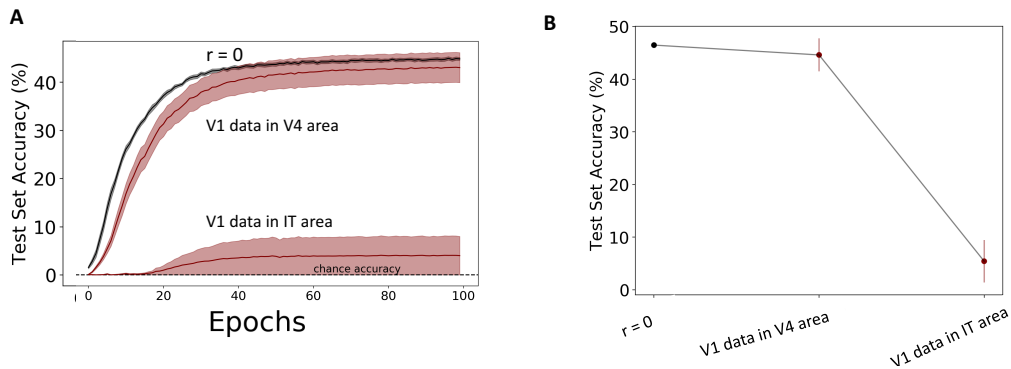 A
Test Set Accuracy (%)
40
30
20
10
0
r = 0
V1 data in V4 area
V1 data in IT area
chance accuracy
0
20
40
60
80
100
Epochs
B
Test Set Accuracy (%)
50
40
30
20
10
0
r = 0
V1 data in V4 area
V1 data in IT area